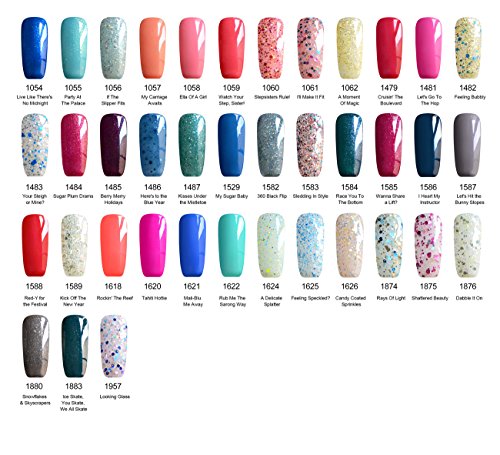 1054 1055 1056 1057 1058 1059 1060 1061 1062 1479 1481 1482
Live Like There's Party At If The My Carriage Ella Of A Girl Watch Your Stepsisters Rule! I'll Make It Fit A Moment Cruisin' The Let's Go To Feeling Bubbly
No Midnight The Palace Slipper Fits Awaits Step, Sister! Of Magic Boulevard The Hop
1483 1484 1485 1486 1487 1529 1582 1583 1584 1585 1586 1587
Your Sleigh Sugar Plum Drama Berry Merry Here's to the Kisses Under My Sugar Baby 360 Black Flip Sledding In Style Race You To Wanna Share I Heart My Let's Hit the
or Mine? Holidays Blue Year the Mistletoe The Bottom a Lift? Instructor Bunny Slopes
1588 1589 1618 1620 1621 1622 1624 1625 1626 1874 1875 1876
Red-Y for Kick Off The Rockin' The Reef Tahiti Hottie Mali-Blu Rub Me The A Delicate Feeling Speckled? Candy Coated Rays Of Light Shattered Beauty Dabble It On
the Festival New Year Me Away Sarong Way Splatter Sprinkles
1880 1883 1957
Snowflakes Ice Skate, Looking Glass
& Skyscrapers You Skate,
We All Skate